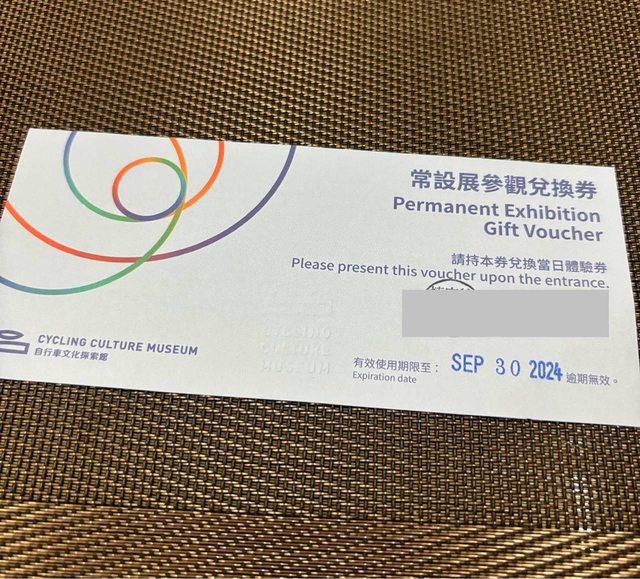 常設展參觀兌換券
Permanent Exhibition
Gift Voucher
請持本券兌換當日體驗券
Please present this voucher upon the entrance.
CYCLING CULTURE MUSEUM
自行車文化探索館
CYCLING
CULTURE
MUSEUM
有效使用期限至： SEP 30 2024 逾期無效。
Expiration date